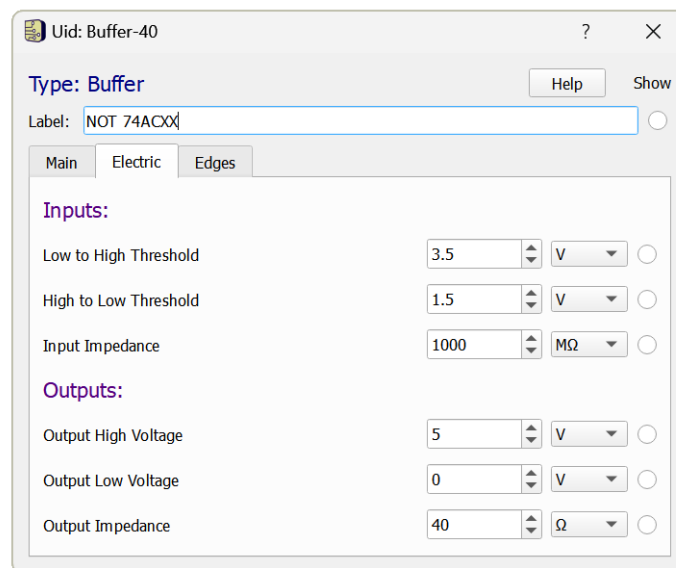 Uid: Buffer-40 ?
Type: Buffer Help Show
Label: NOT 74ACXX
Main Electric Edges
Inputs:
Low to High Threshold 3.5 V
High to Low Threshold 1.5 V
Input Impedance 1000 MΩ
Outputs:
Output High Voltage 5 V
Output Low Voltage 0 V
Output Impedance 40 Ω